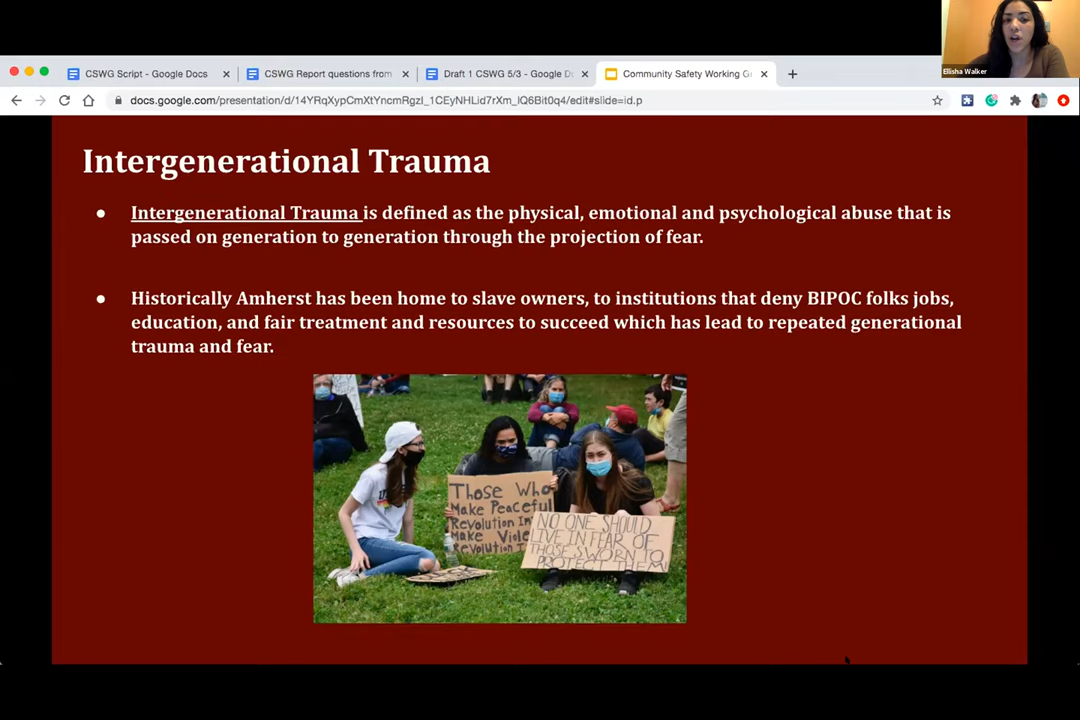 Ellisha Walker
CSWG Script - Google Docs
CSWG Report questions from
Draft 1 CSWG 5/3 - Google Do
Community Safety Working Gr
docs.google.com/presentation/d/14YRqXypCmXtYncmRgzI_1CEyNHLid7rXm_lQ6Bit0q4/edit#slide=id.p
Intergenerational Trauma
● Intergenerational Trauma is defined as the physical, emotional and psychological abuse that is
passed on generation to generation through the projection of fear.
● Historically Amherst has been home to slave owners, to institutions that deny BIPOC folks jobs,
education, and fair treatment and resources to succeed which has lead to repeated generational
trauma and fear.
Those Who
Make Peaceful
Revolution Im
Make Viole
Revolution I
NO ONE SHOULD
LIVE IN FEAR OF
THOSE SWORN TO
PROTECT THEM!